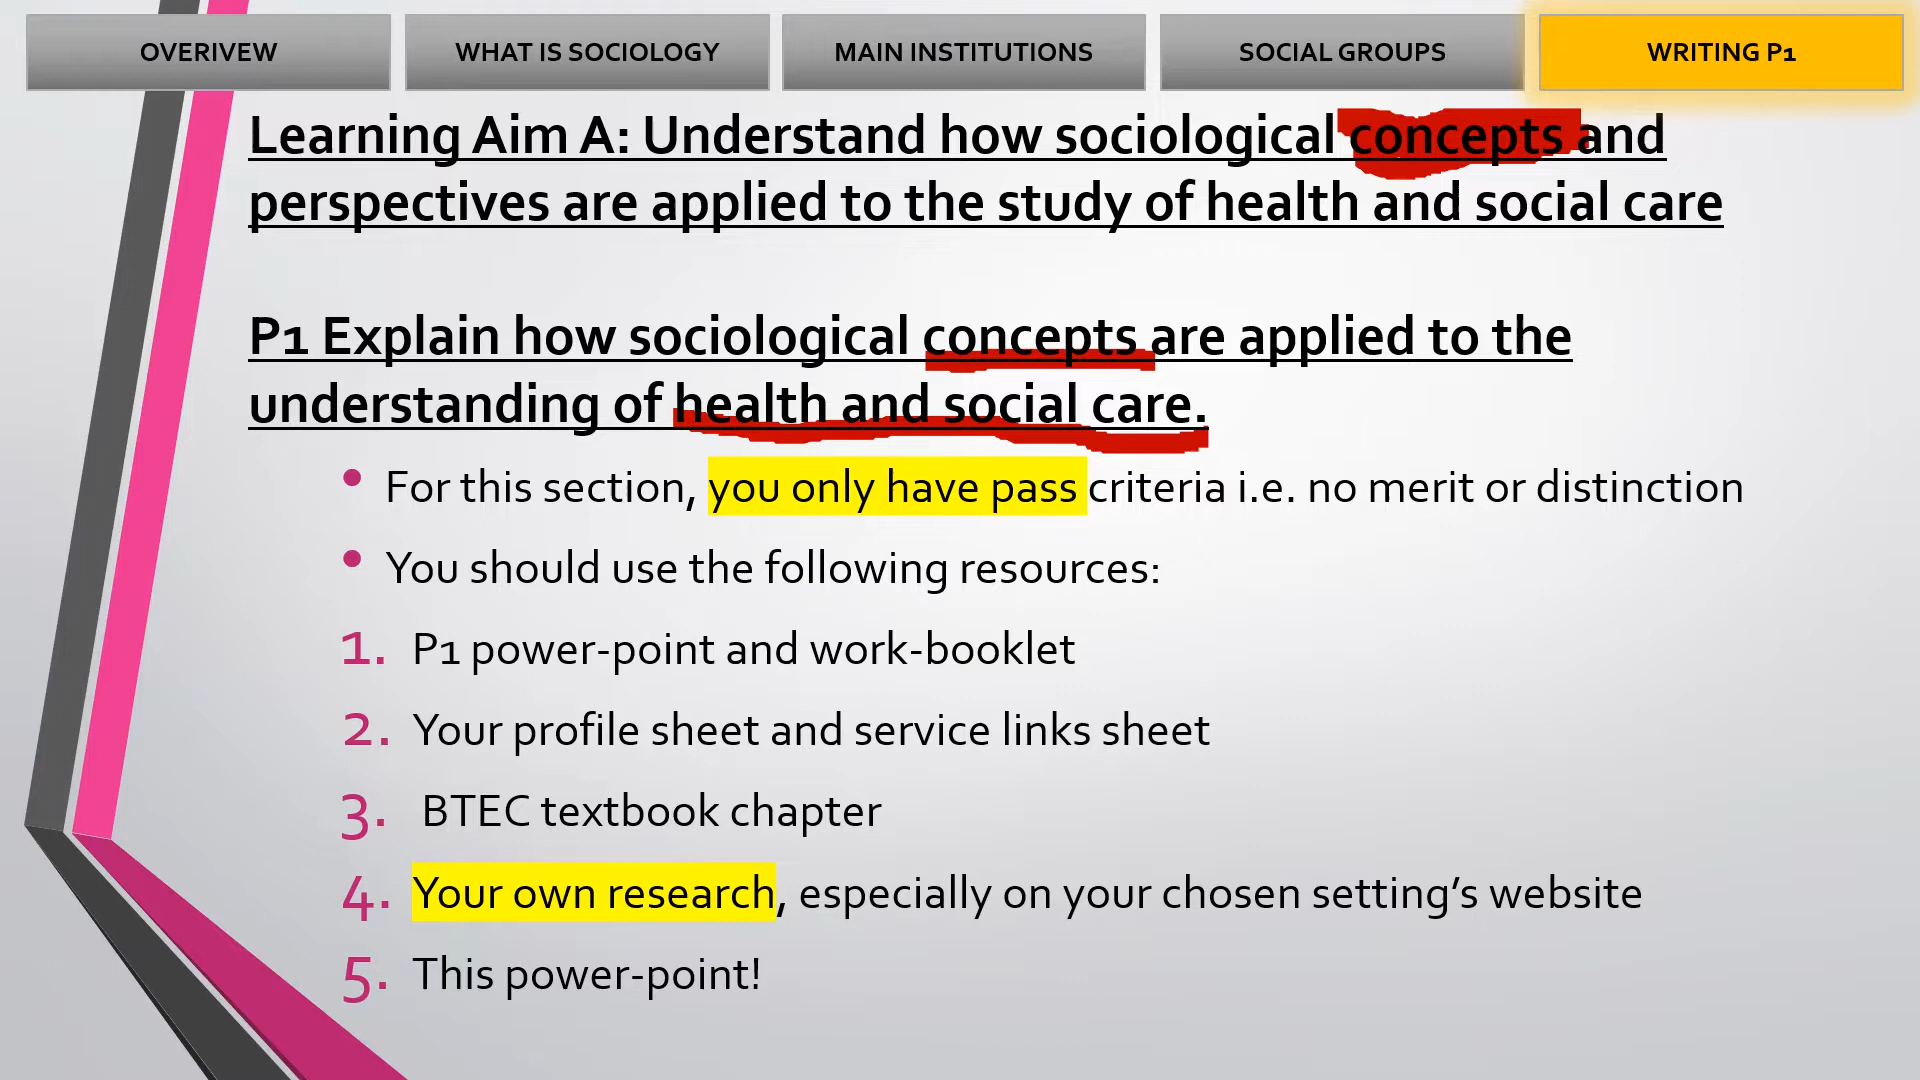 OVERIVEW
WHAT IS SOCIOLOGY
MAIN INSTITUTIONS
SOCIAL GROUPS
WRITING P1
Learning Aim A: Understand how sociological concepts and
perspectives are applied to the study of health and social care
P1 Explain how sociological concepts are applied to the
understanding of health and social care.
• For this section, you only have pass criteria i.e. no merit or distinction
• You should use the following resources:
1. P1 power-point and work-booklet
2. Your profile sheet and service links sheet
3. BTEC textbook chapter
4. Your own research, especially on your chosen setting’s website
5. This power-point!